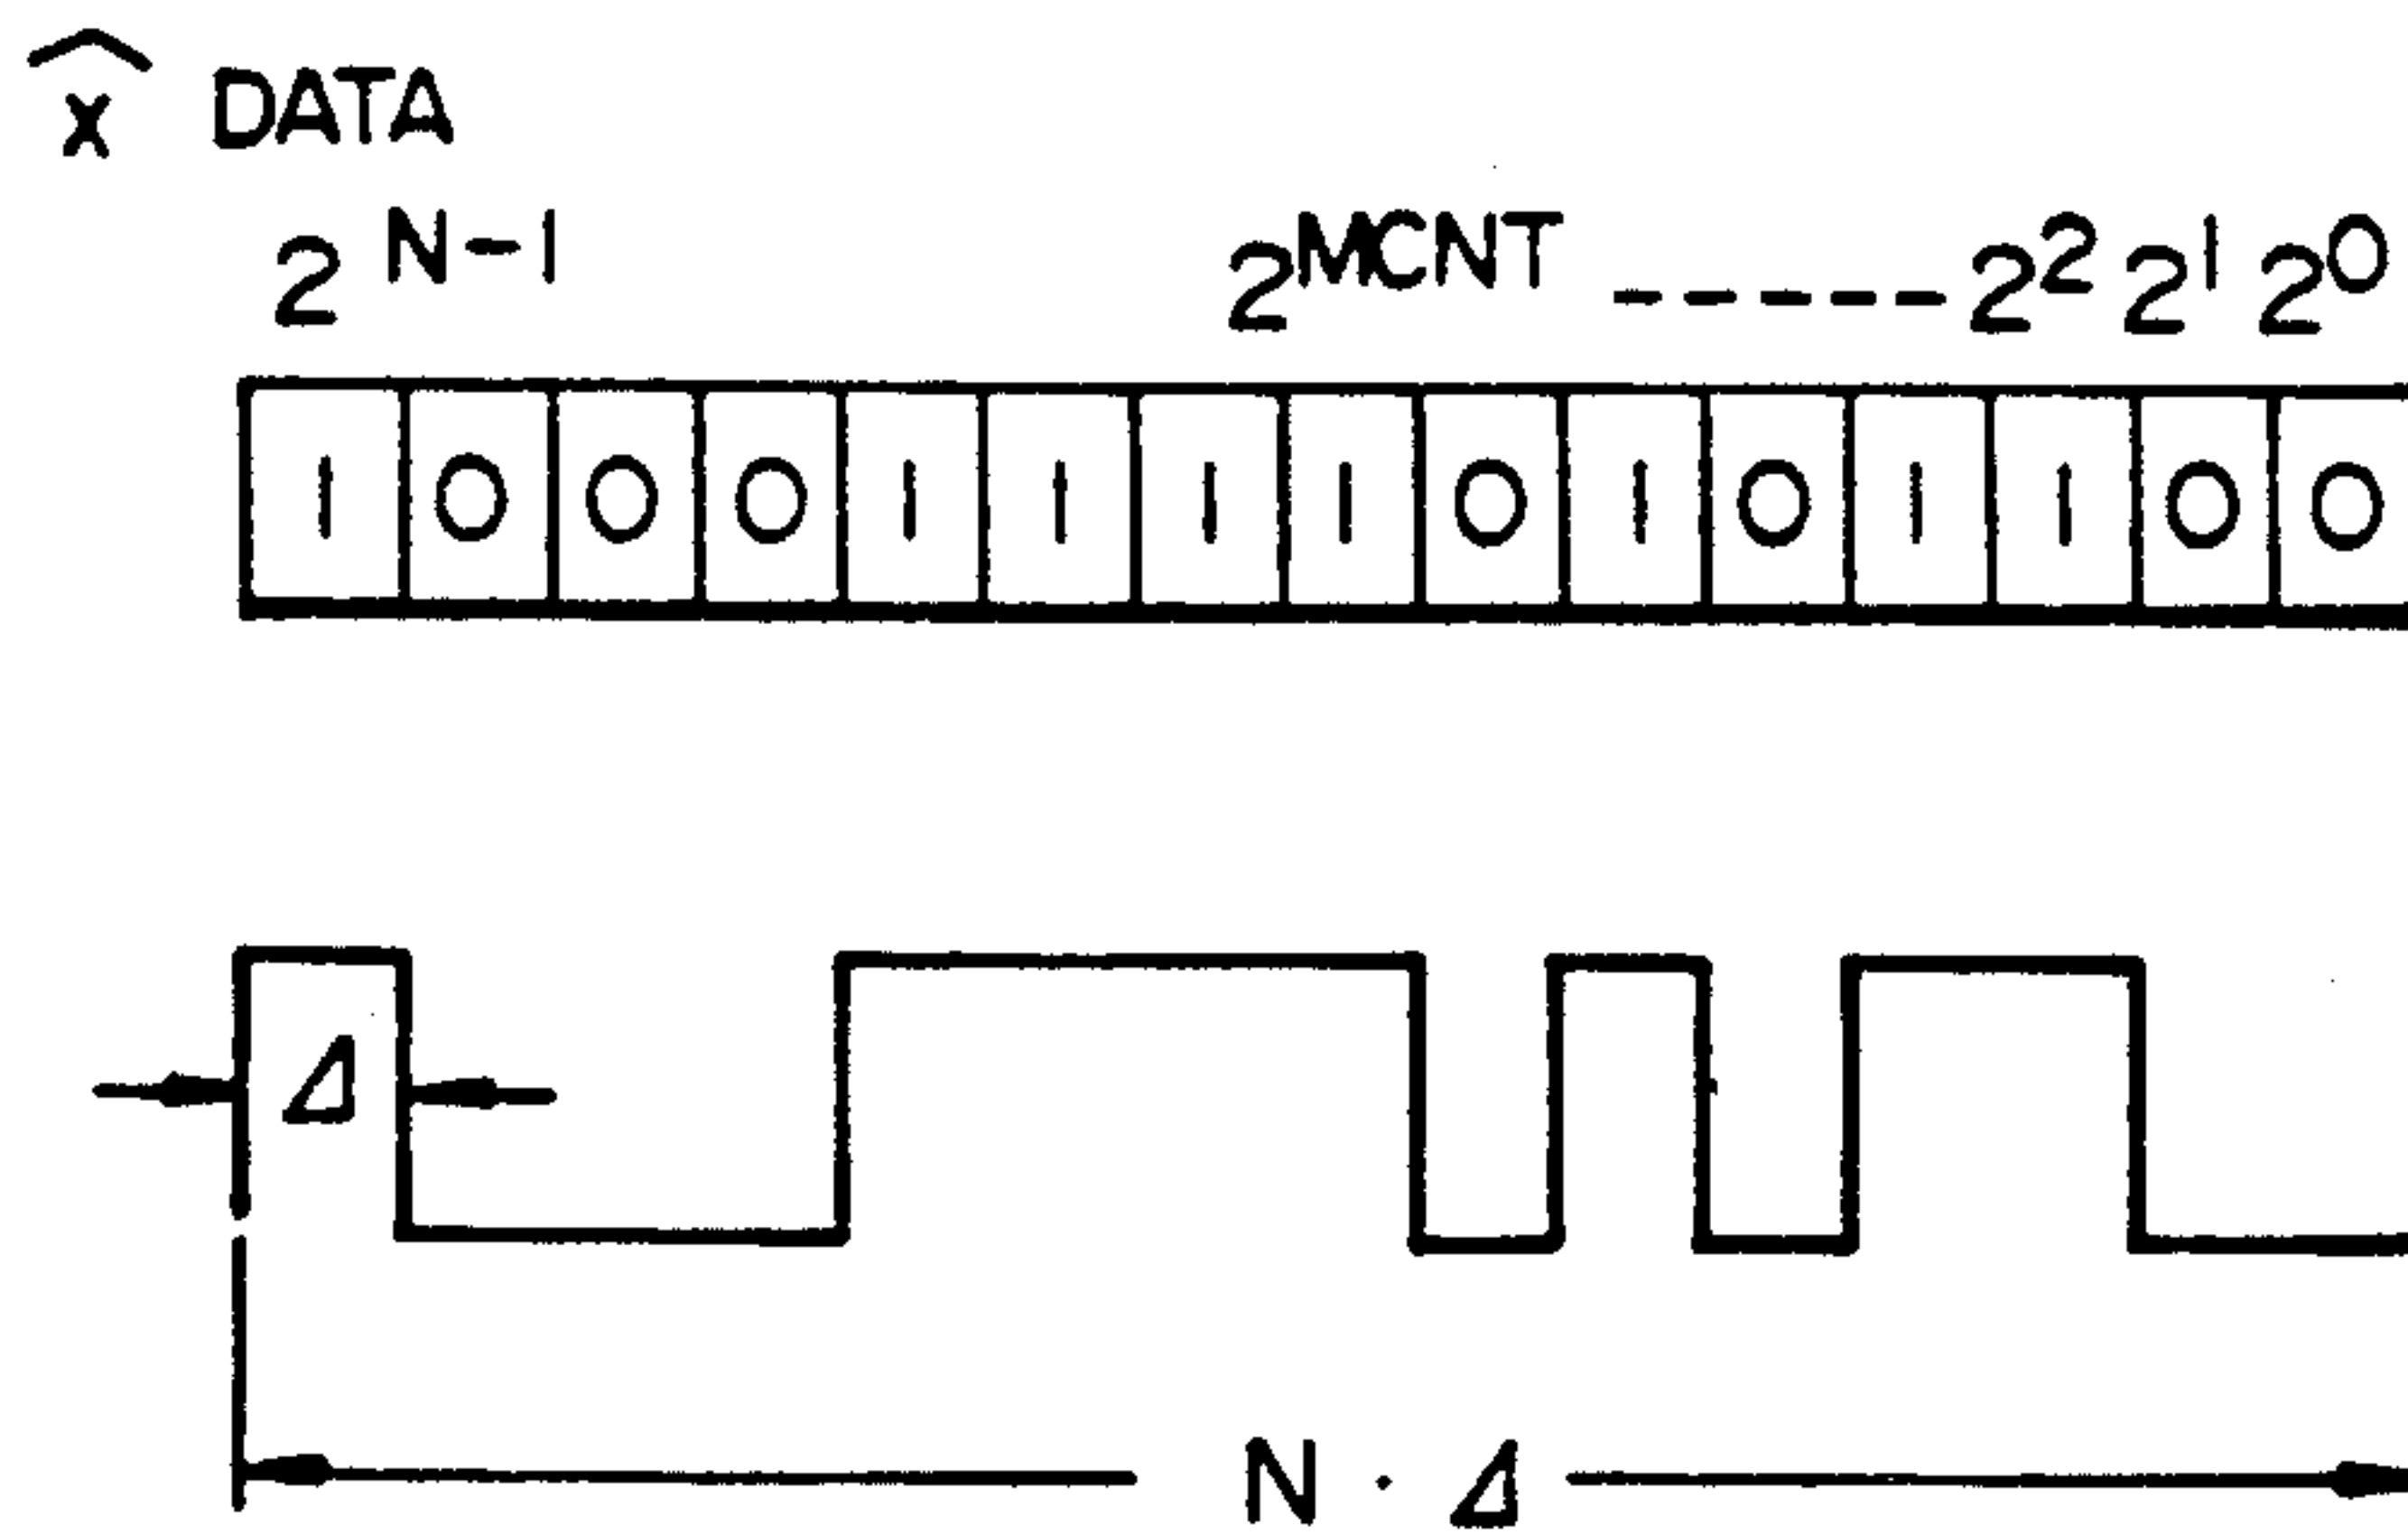 x̂ DATA
2^N-1 2^MCNT ----- 2^2 2^1 2^0
1 0 0 0 1 1 1 1 0 1 0 1 1 0 0
Δ
N · Δ